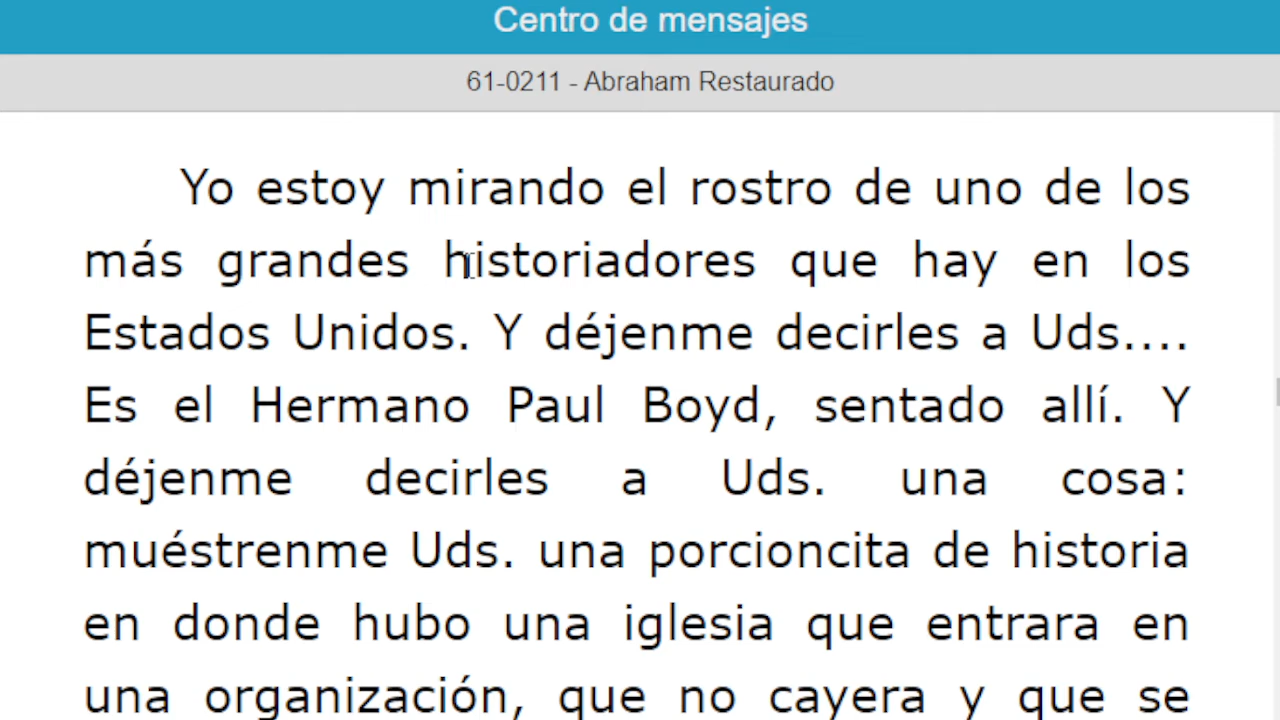 Centro de mensajes
61-0211 - Abraham Restaurado
Yo estoy mirando el rostro de uno de los
más grandes historiadores que hay en los
Estados Unidos. Y déjenme decirles a Uds....
Es el Hermano Paul Boyd, sentado allí. Y
déjenme decirles a Uds. una cosa:
muéstrenme Uds. una porcioncita de historia
en donde hubo una iglesia que entrara en
una organización, que no cayera y que se